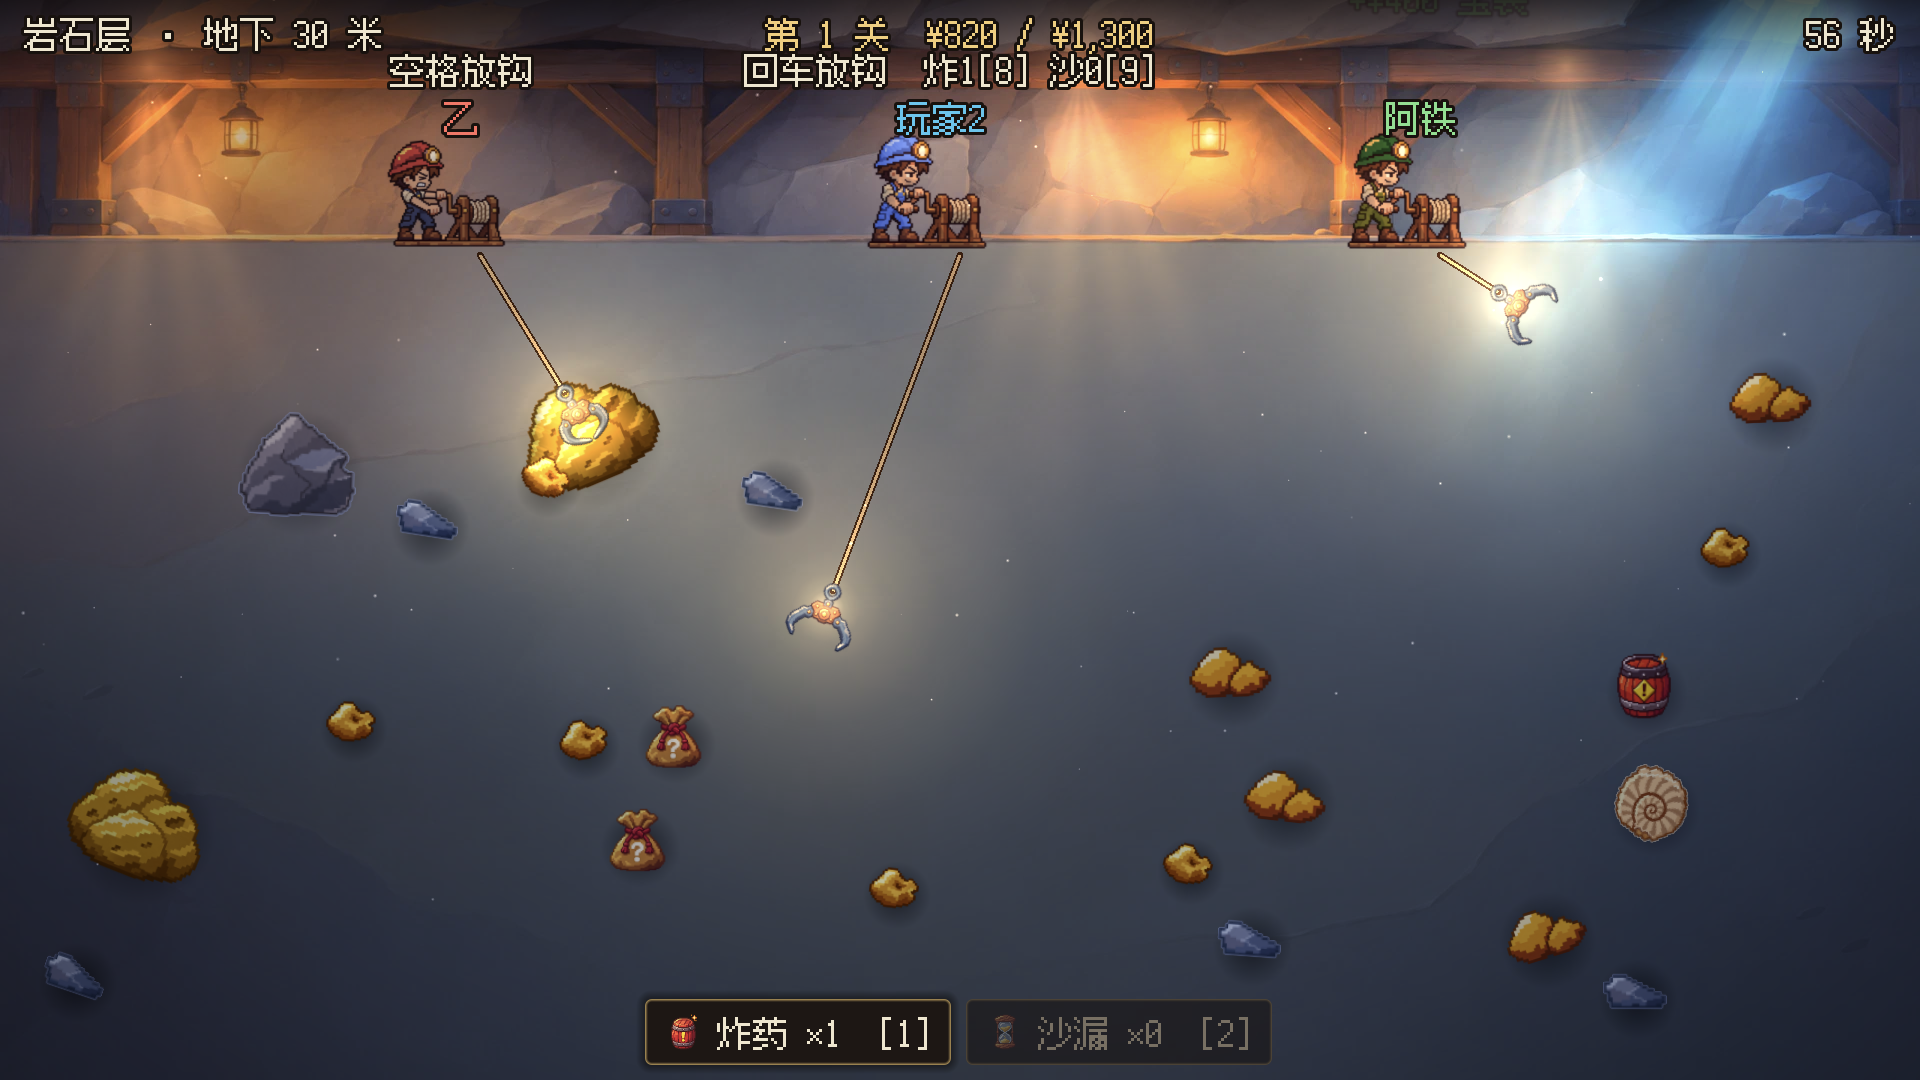 岩石层 · 地下 30 米
第 1 关 ¥820 / ¥1,300
56 秒
空格放钩
回车放钩 炸1[8] 沙0[9]
乙
玩家2
阿铁
?
?
炸药 ×1 [1]
沙漏 ×0 [2]